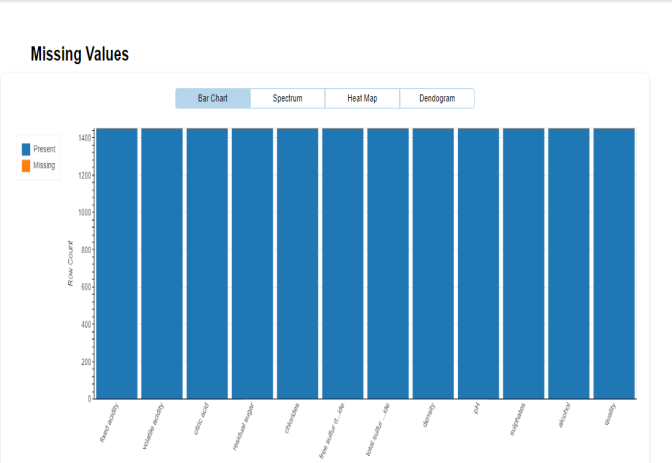 Missing Values
Bar Chart Spectrum Heat Map Dendogram
Present
Missing
Row Count
1400
1200
1000
800
600
400
200
0
fixed acidity
volatile acidity
citric acid
residual sugar
chlorides
free sulfur d...ide
total sulfur ...ide
density
pH
sulphates
alcohol
quality